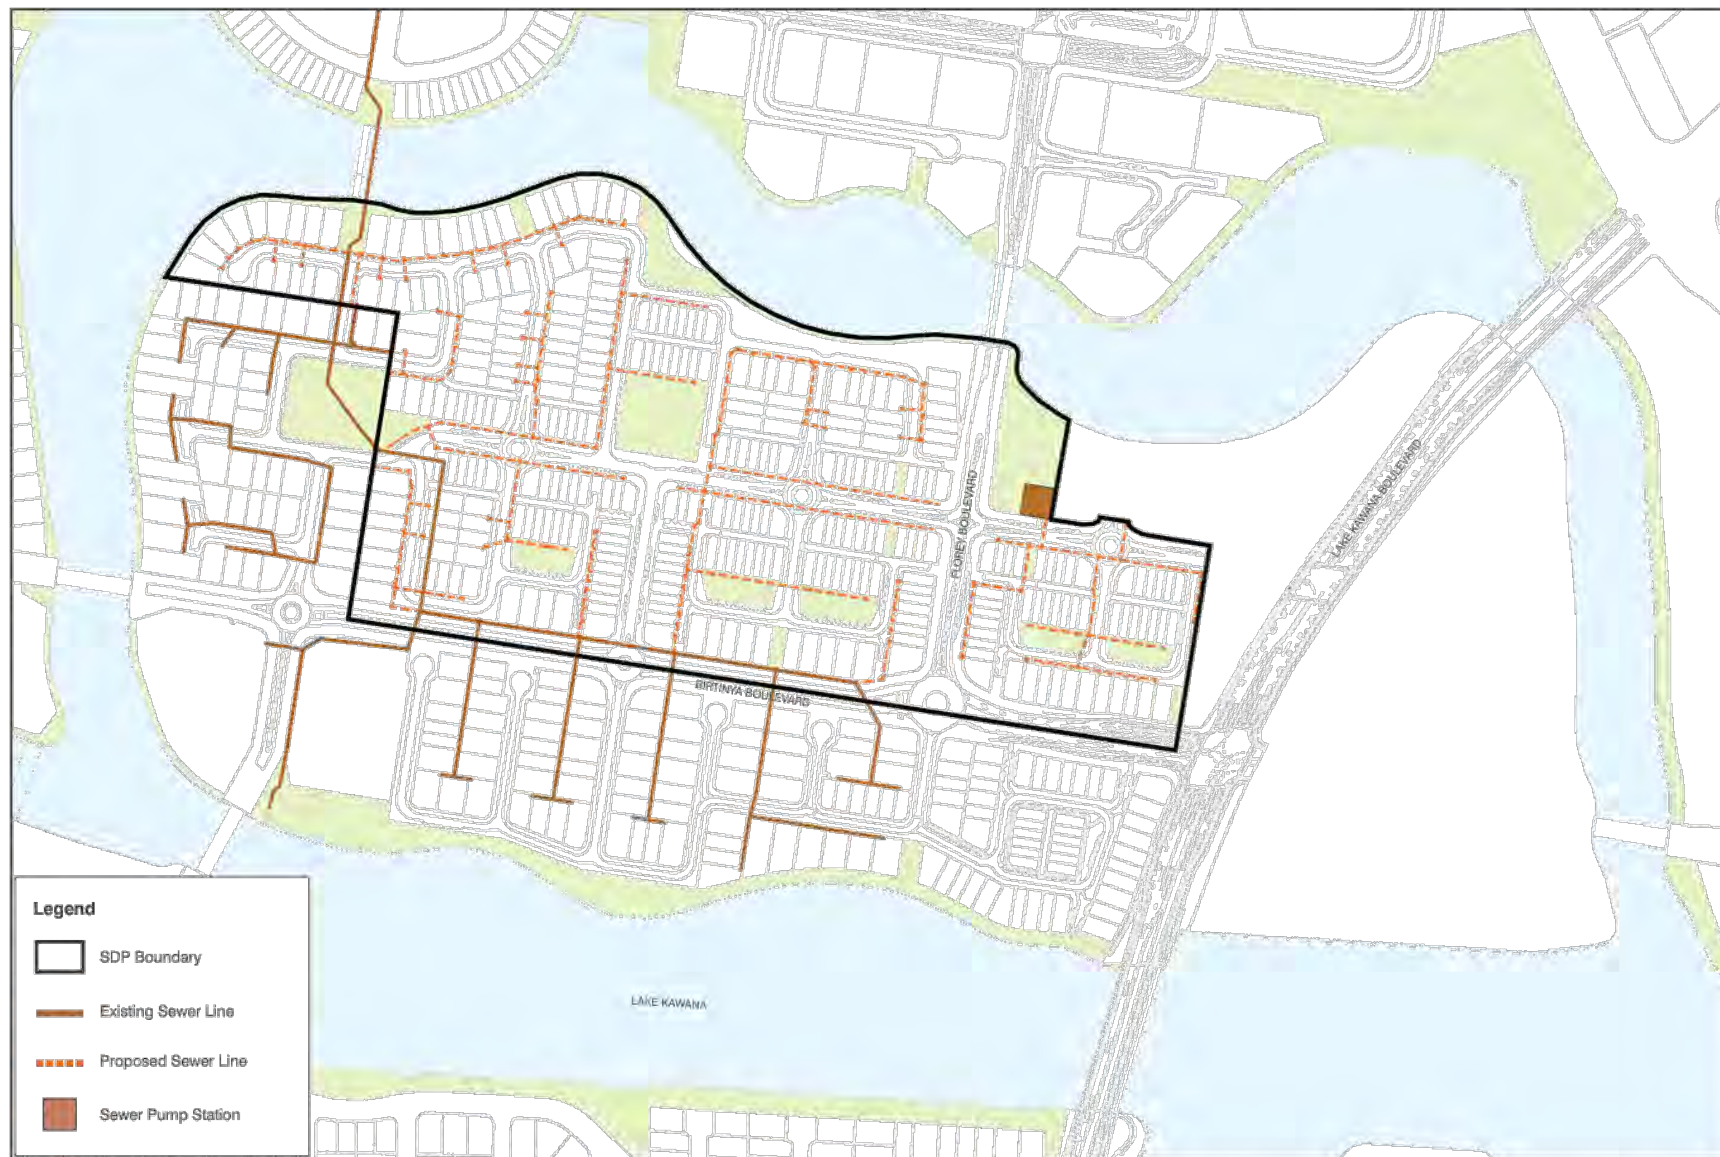 FLOREY BOULEVARD
LAKE KAWANA BOULEVARD
BIRTINYA BOULEVARD
LAKE KAWANA
Legend
SDP Boundary
Existing Sewer Line
Proposed Sewer Line
Sewer Pump Station